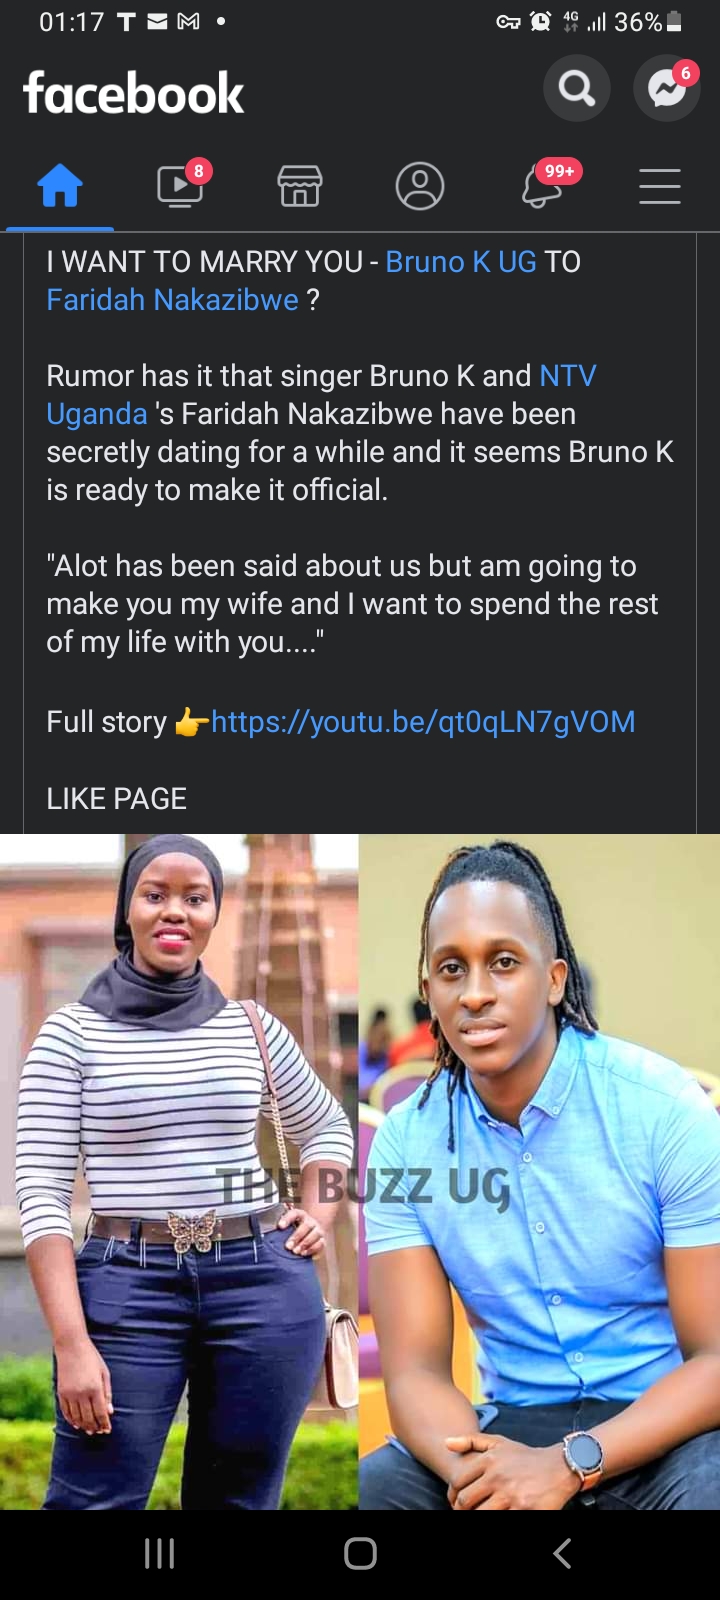 01:17
4G
36%
facebook
6
8
99+
I WANT TO MARRY YOU - Bruno K UG TO
Faridah Nakazibwe ?
Rumor has it that singer Bruno K and NTV
Uganda 's Faridah Nakazibwe have been
secretly dating for a while and it seems Bruno K
is ready to make it official.
"Alot has been said about us but am going to
make you my wife and I want to spend the rest
of my life with you...."
Full story 👉https://youtu.be/qt0qLN7gVOM
LIKE PAGE
THE BUZZ UG